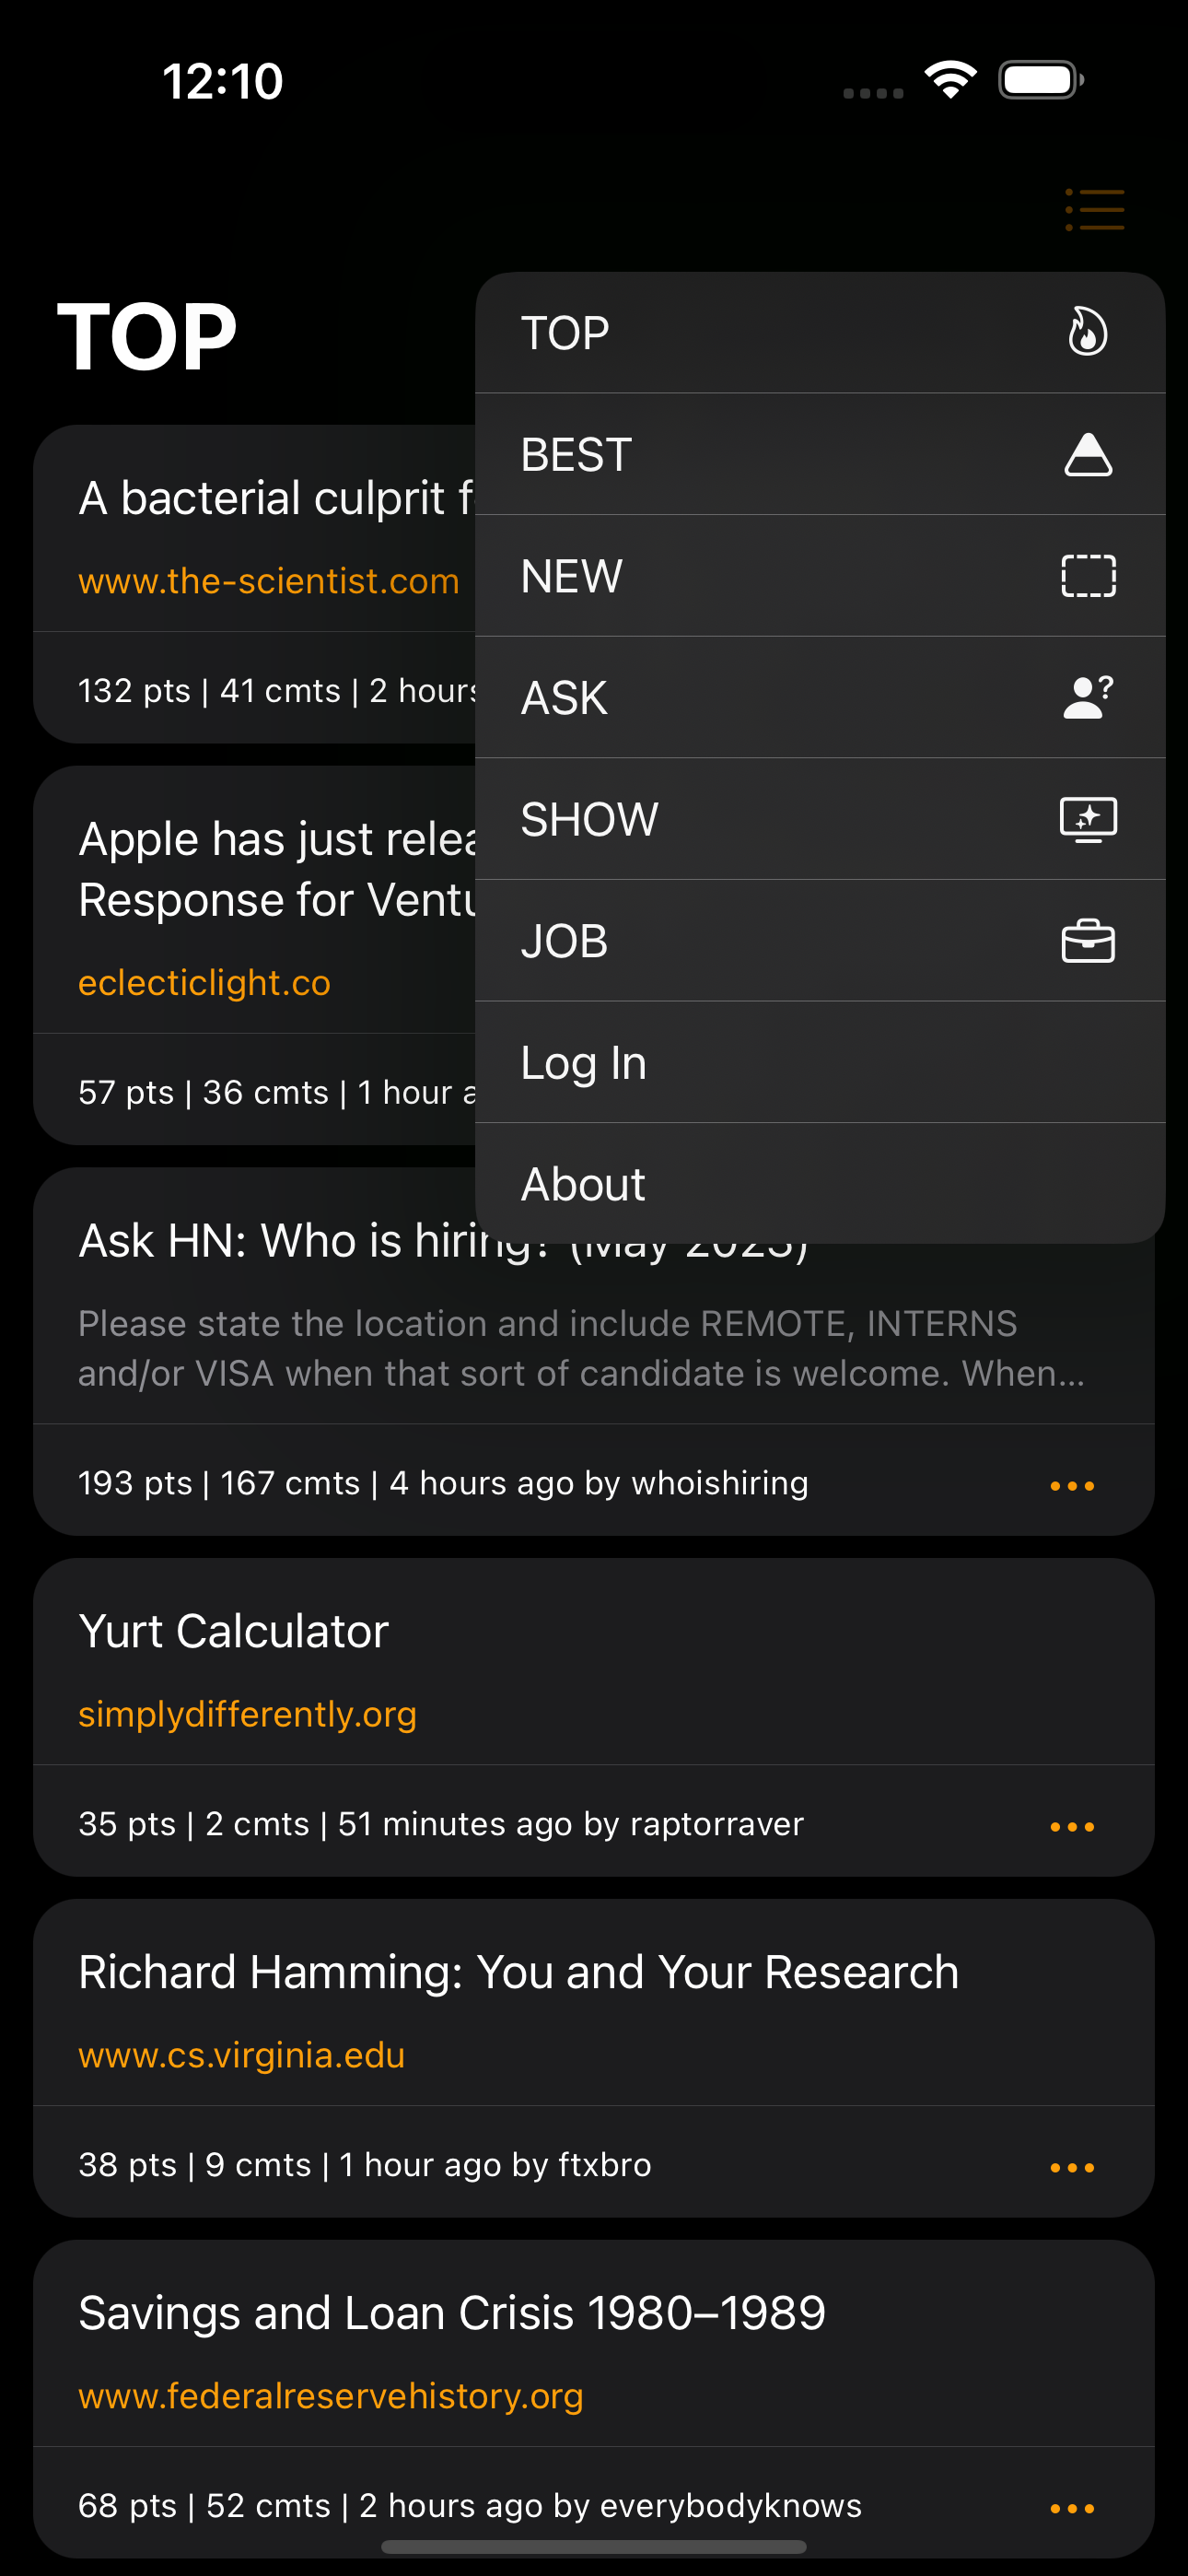 12:10
TOP
TOP
BEST
NEW
ASK
SHOW
JOB
Log In
About
A bacterial culprit
www.the-scientist.com
132 pts | 41 cmts | 2 hours
Apple has just
Response for
eclecticlight.co
57 pts | 36 cmts | 1 hour
Ask HN: Who is hiring? (May 2023)
Please state the location and include REMOTE, INTERNS
and/or VISA when that sort of candidate is welcome. When...
193 pts | 167 cmts | 4 hours ago by whoishiring
Yurt Calculator
simplydifferently.org
35 pts | 2 cmts | 51 minutes ago by raptorraver
Richard Hamming: You and Your Research
www.cs.virginia.edu
38 pts | 9 cmts | 1 hour ago by ftxbro
Savings and Loan Crisis 1980–1989
www.federalreservehistory.org
68 pts | 52 cmts | 2 hours ago by everybodyknows